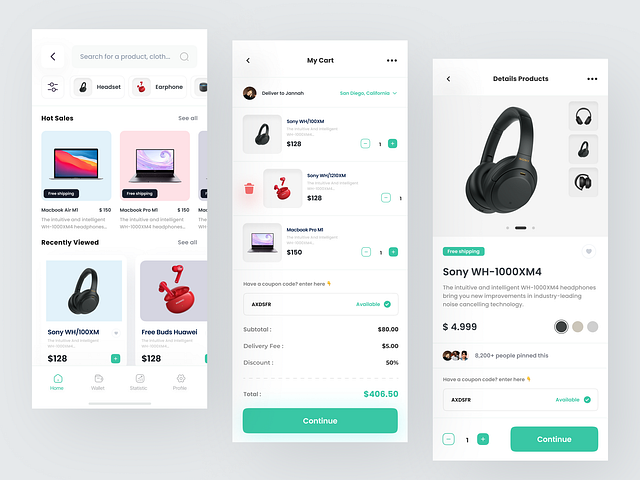 Search for a product, cloth...
Headset
Earphone
Hot Sales
See all
Free shipping
Free shipping
Macbook Air M1
$ 150
The intuitive and intelligent
WH-1000XM4 headphones...
Macbook Pro M1
$ 150
The intuitive and intelligent
WH-1000XM4 headphones...
Recently Viewed
See all
Sony WH/100XM
The intuitive and intelligent
WH-1000XM4...
$128
Free Buds Huawei
The intuitive and intelligent
WH-1000XM4...
$128
Home
Wallet
Statistic
Profile
My Cart
Deliver to Jannah
San Diego, California
Sony WH/100XM
The intuitive and intelligent
WH-1000XM4...
$128
1
Sony WH/1210XM
The intuitive and intelligent
WH-1000XM4...
$128
1
Macbook Pro M1
The intuitive and intelligent
WH-1000XM4...
$150
1
Have a coupon code? enter here 👇
AXDSFR
Available
Subtotal :
$80.00
Delivery Fee :
$5.00
Discount :
50%
Total :
$406.50
Continue
Details Products
Free shipping
Sony WH-1000XM4
The intuitive and intelligent WH-1000XM4 headphones
bring you new improvements in industry-leading
noise cancelling technology.
$ 4.999
8,200+ people pinned this
Have a coupon code? enter here 👇
AXDSFR
Available
1
Continue